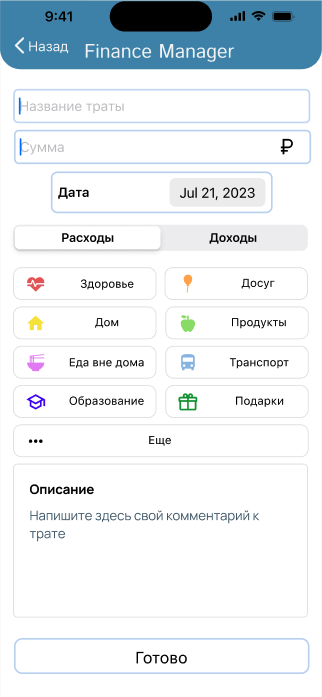 9:41
Назад
Finance Manager
Название траты
Сумма ₽
Дата Jul 21, 2023
Расходы Доходы
Здоровье Досуг
Дом Продукты
Еда вне дома Транспорт
Образование Подарки
Еще
Описание
Напишите здесь свой комментарий к
трате
Готово